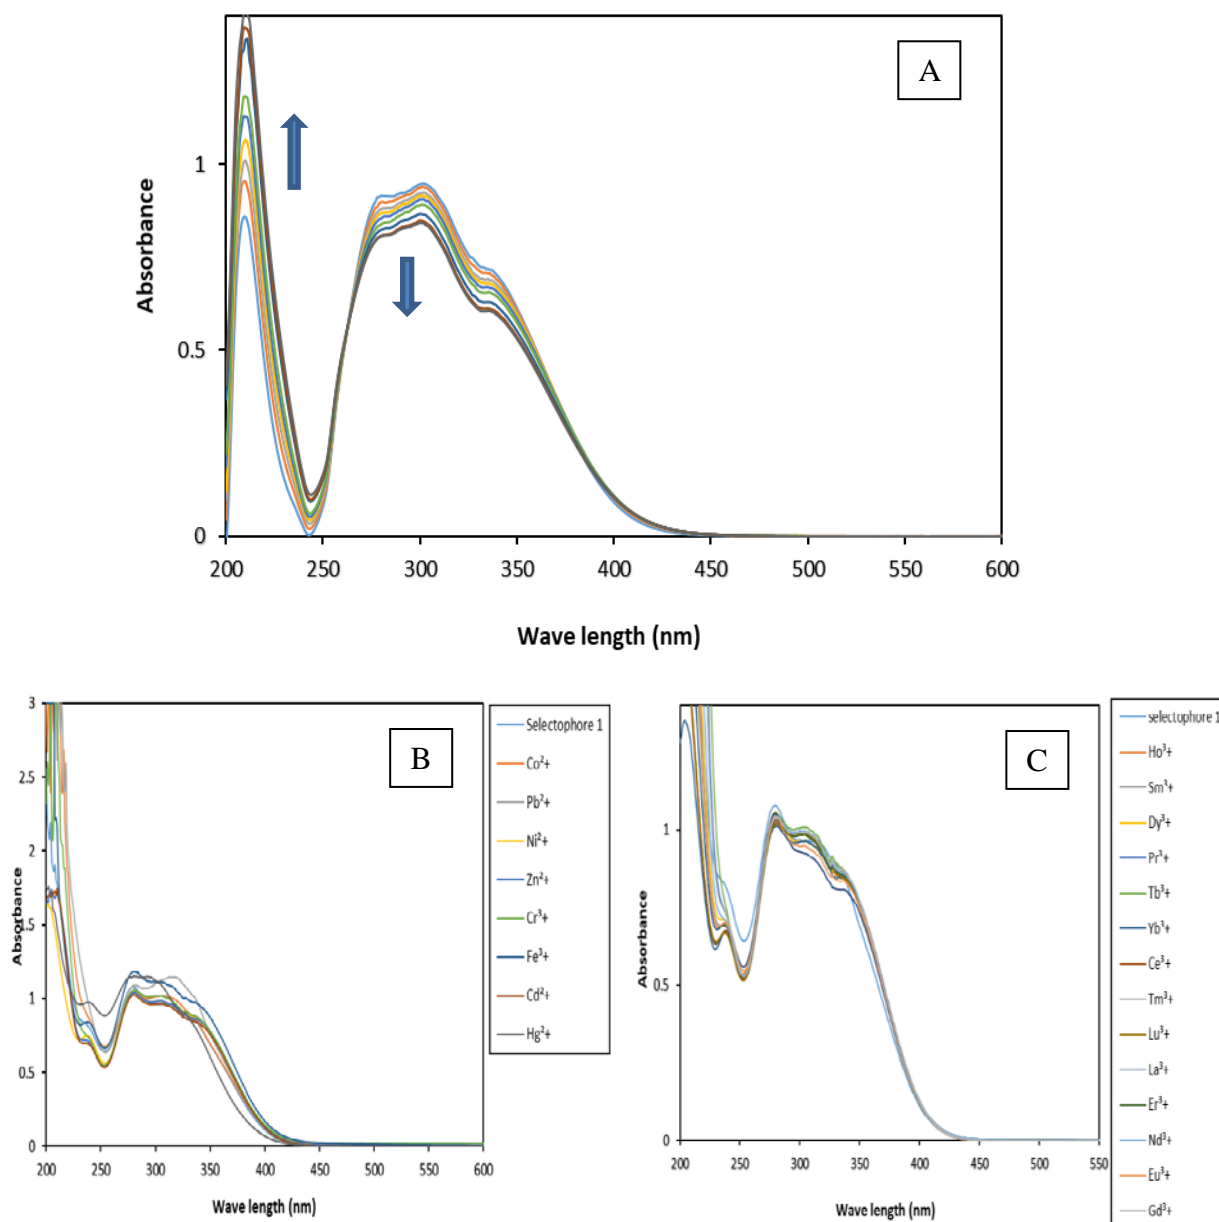 A
Absorbance
1
0.5
0
200 250 300 350 400 450 500 550 600
Wave length (nm)
B
Absorbance
3
2.5
2
1.5
1
0.5
0
200 250 300 350 400 450 500 550 600
Wave length (nm)
Selectophore 1
Co²+
Pb²+
Ni²+
Zn²+
Cr³+
Fe³+
Cd²+
Hg²+
C
Absorbance
1
0.5
0
200 250 300 350 400 450 500 550
Wave length (nm)
selectophore 1
Ho³+
Sm³+
Dy³+
Pr³+
Tb³+
Yb³+
Ce³+
Tm³+
Lu³+
La³+
Er³+
Nd³+
Eu³+
Gd³+